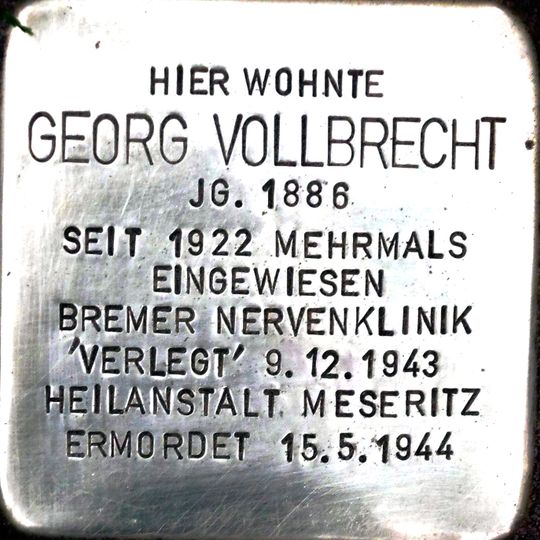 HIER WOHNTE
GEORG VOLLBRECHT
JG. 1886
SEIT 1922 MEHRMALS
EINGEWIESEN
BREMER NERVENKLINIK
'VERLEGT' 9.12.1943
HEILANSTALT MESERITZ
ERMORDET 15.5.1944